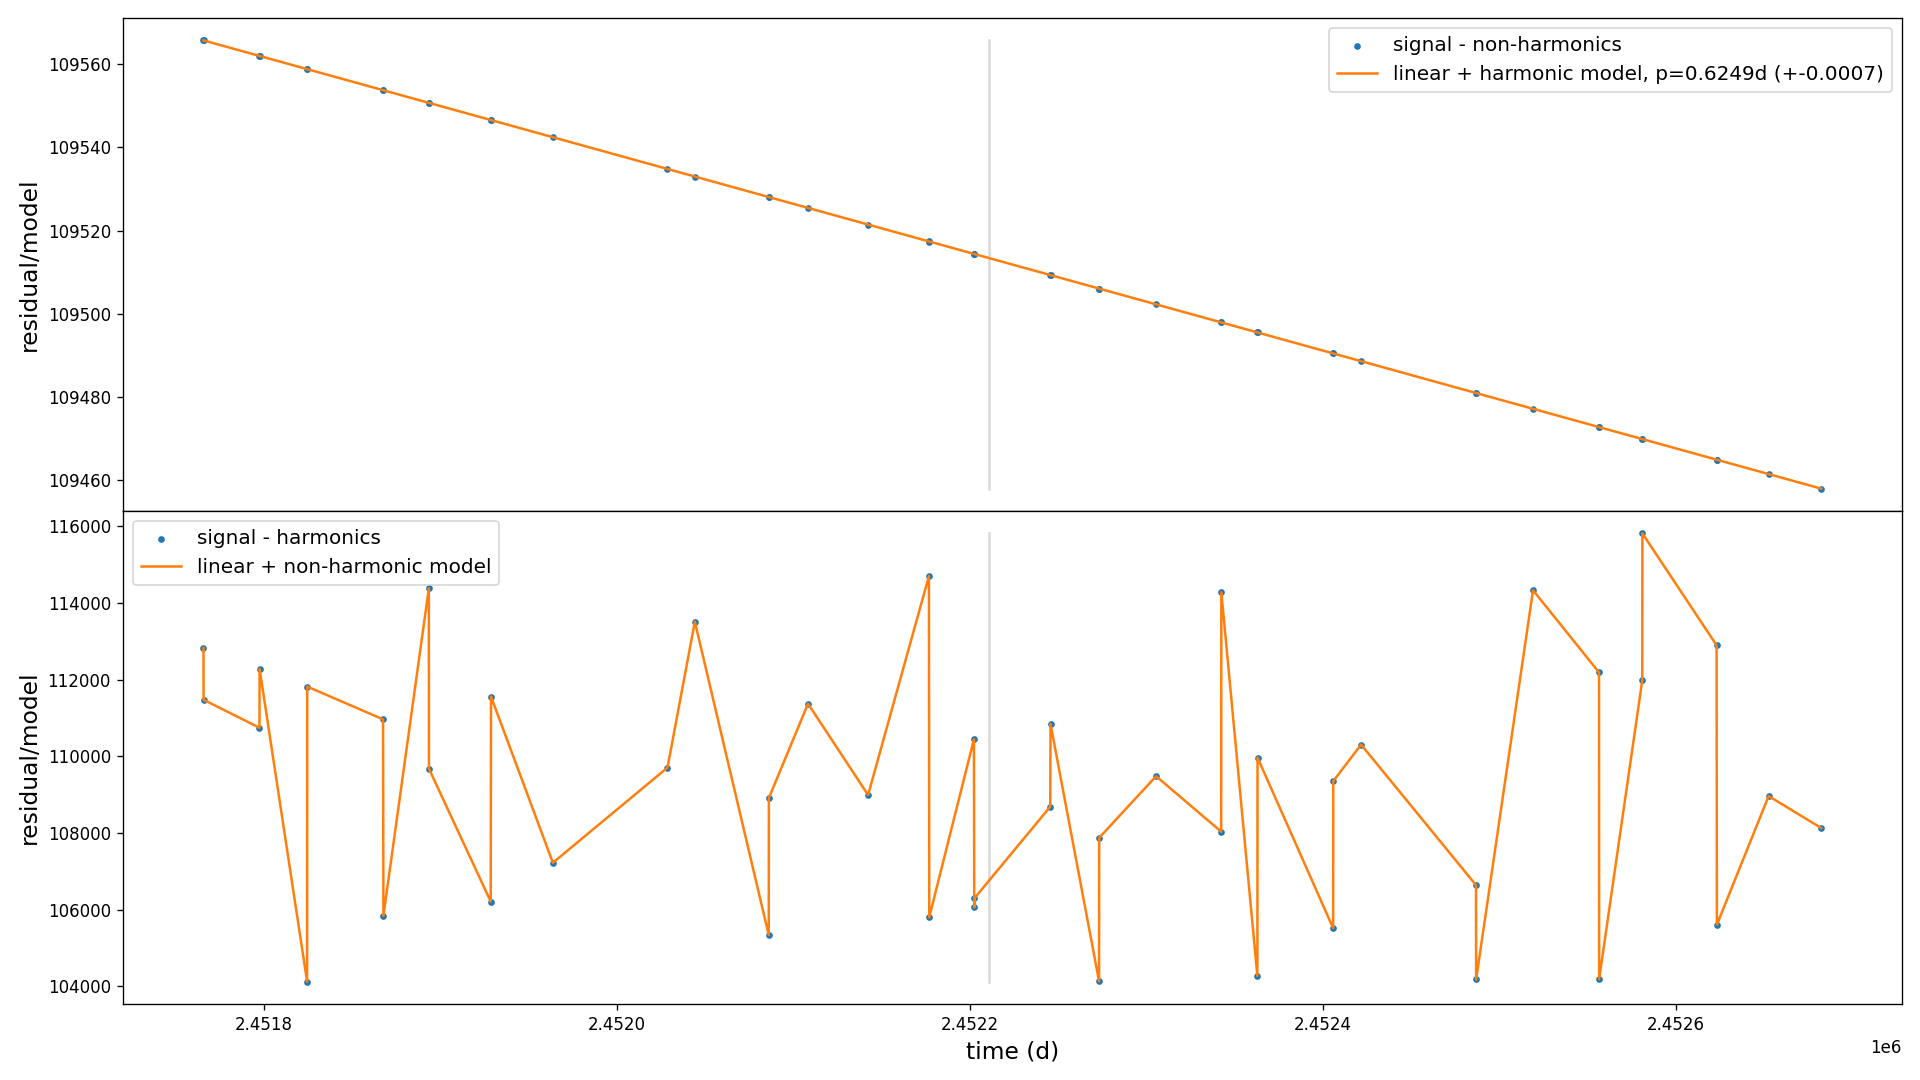 109560
109540
109520
109500
109480
109460
residual/model
signal - non-harmonics
linear + harmonic model, p=0.6249d (+-0.0007)
116000
114000
112000
110000
108000
106000
104000
residual/model
signal - harmonics
linear + non-harmonic model
2.4518 2.4520 2.4522 2.4524 2.4526
1e6
time (d)